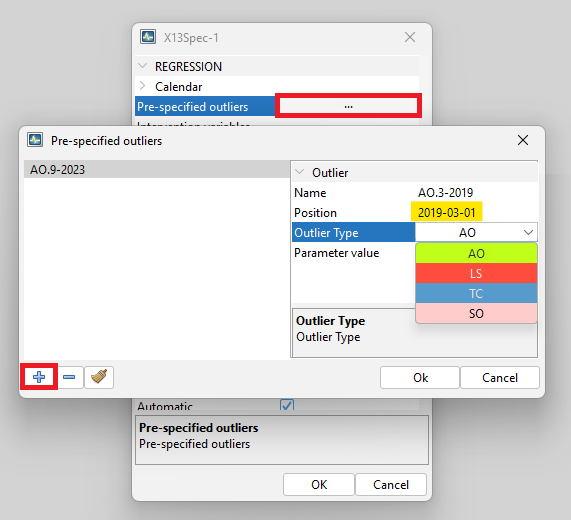 X13Spec-1
REGRESSION
Calendar
Pre-specified outliers ...
Pre-specified outliers
AO.9-2023
Outlier
Name AO.3-2019
Position 2019-03-01
Outlier Type AO
Parameter value AO
LS
TC
SO
Outlier Type
Outlier Type
Ok Cancel
Automatic
Pre-specified outliers
Pre-specified outliers
OK Cancel